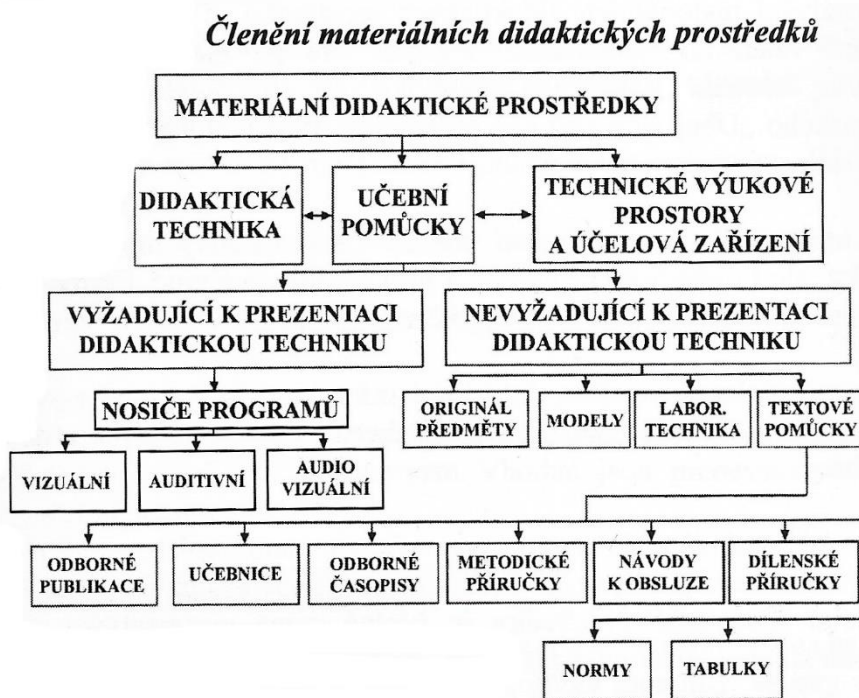 Členění materiálních didaktických prostředků
MATERIÁLNÍ DIDAKTICKÉ PROSTŘEDKY
DIDAKTICKÁ
TECHNIKA
UČEBNÍ
POMŮCKY
TECHNICKÉ VÝUKOVÉ
PROSTORY
A ÚČELOVÁ ZAŘÍZENÍ
VYŽADUJÍCÍ K PREZENTACI
DIDAKTICKOU TECHNIKU
NEVYŽADUJÍCÍ K PREZENTACI
DIDAKTICKOU TECHNIKU
NOSIČE PROGRAMŮ
ORIGINÁL
PŘEDMĚTY
MODELY
LABOR.
TECHNIKA
TEXTOVÉ
POMŮCKY
VIZUÁLNÍ
AUDITIVNÍ
AUDIO
VIZUÁLNÍ
ODBORNÉ
PUBLIKACE
UČEBNICE
ODBORNÉ
ČASOPISY
METODICKÉ
PŘÍRUČKY
NÁVODY
K OBSLUZE
DÍLENSKÉ
PŘÍRUČKY
NORMY
TABULKY